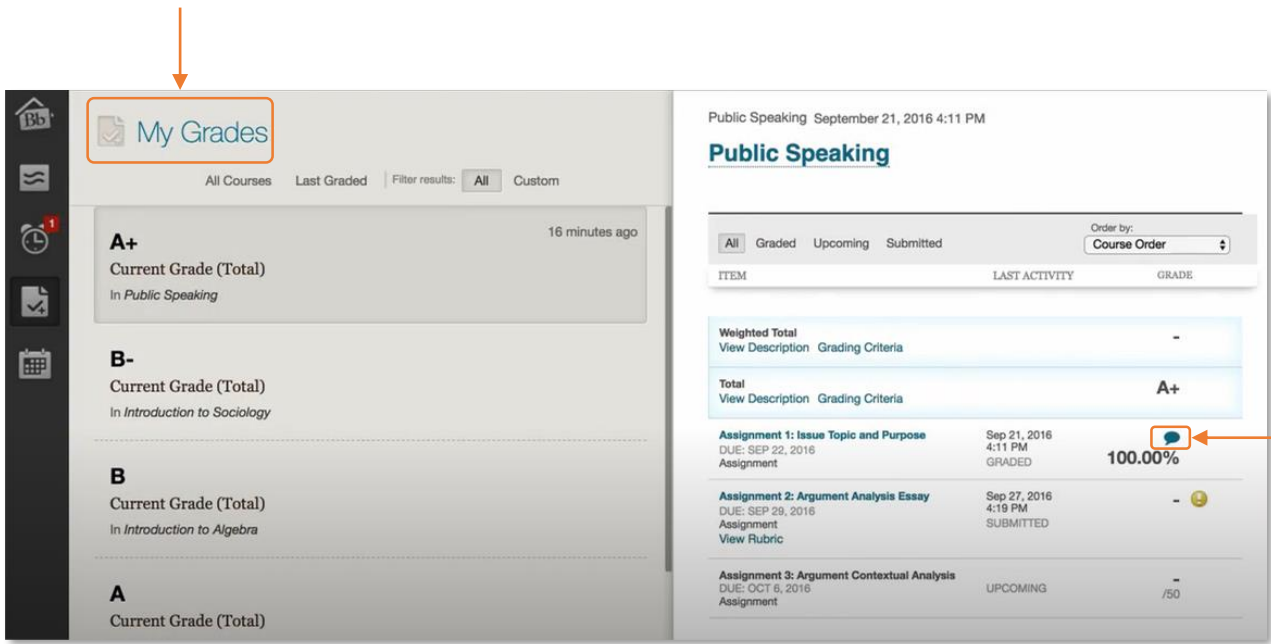 Bb
My Grades
All Courses Last Graded Filter results: All Custom
1
A+
16 minutes ago
Current Grade (Total)
In Public Speaking
B-
Current Grade (Total)
In Introduction to Sociology
B
Current Grade (Total)
In Introduction to Algebra
A
Current Grade (Total)
Public Speaking September 21, 2016 4:11 PM
Public Speaking
Order by:
All Graded Upcoming Submitted Course Order
ITEM LAST ACTIVITY GRADE
Weighted Total -
View Description Grading Criteria
Total A+
View Description Grading Criteria
Assignment 1: Issue Topic and Purpose Sep 21, 2016
DUE: SEP 22, 2016 4:11 PM
Assignment GRADED 100.00%
Assignment 2: Argument Analysis Essay Sep 27, 2016 -
DUE: SEP 29, 2016 4:19 PM
Assignment SUBMITTED
View Rubric
Assignment 3: Argument Contextual Analysis -
DUE: OCT 6, 2016 UPCOMING /50
Assignment